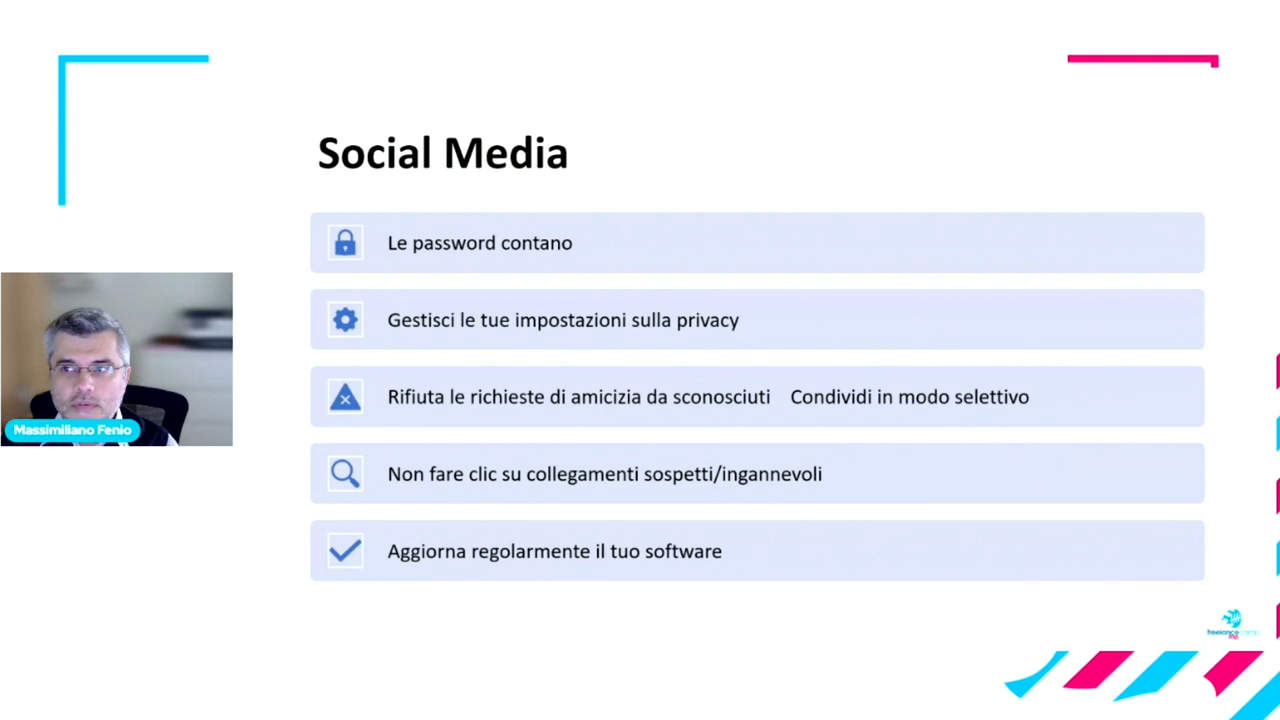 Social Media
Le password contano
Gestisci le tue impostazioni sulla privacy
Rifiuta le richieste di amicizia da sconosciuti Condividi in modo selettivo
Non fare clic su collegamenti sospetti/ingannevoli
Aggiorna regolarmente il tuo software
Massimiliano Fenio
freelancecamp